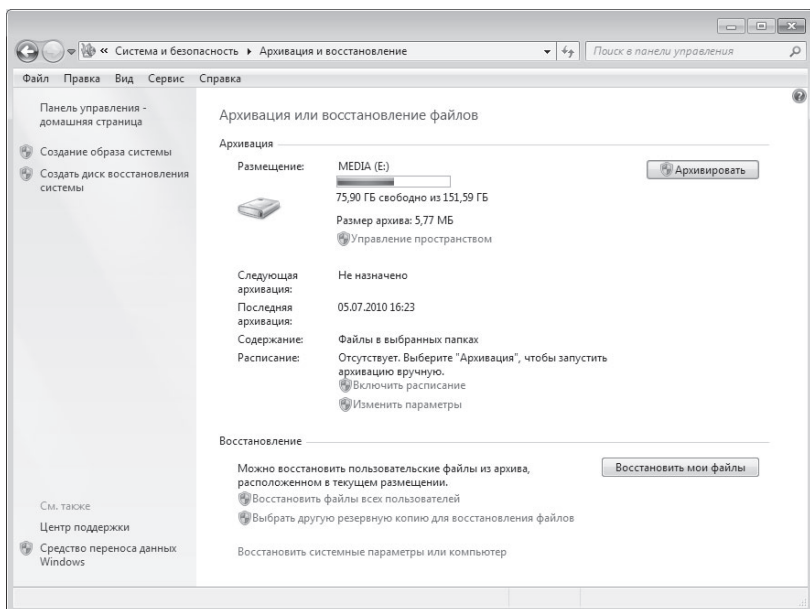 « Система и безопасность ▸ Архивация и восстановление
Поиск в панели управления
Файл Правка Вид Сервис Справка
Панель управления -
домашняя страница
Создание образа системы
Создать диск восстановления
системы
См. также
Центр поддержки
Средство переноса данных
Windows
Архивация или восстановление файлов
Архивация
Размещение: MEDIA (E:)
Архивировать
75,90 ГБ свободно из 151,59 ГБ
Размер архива: 5,77 МБ
Управление пространством
Следующая Не назначено
архивация:
Последняя 05.07.2010 16:23
архивация:
Содержание: Файлы в выбранных папках
Расписание: Отсутствует. Выберите "Архивация", чтобы запустить
архивацию вручную.
Включить расписание
Изменить параметры
Восстановление
Можно восстановить пользовательские файлы из архива,
расположенном в текущем размещении.
Восстановить мои файлы
Восстановить файлы всех пользователей
Выбрать другую резервную копию для восстановления файлов
Восстановить системные параметры или компьютер